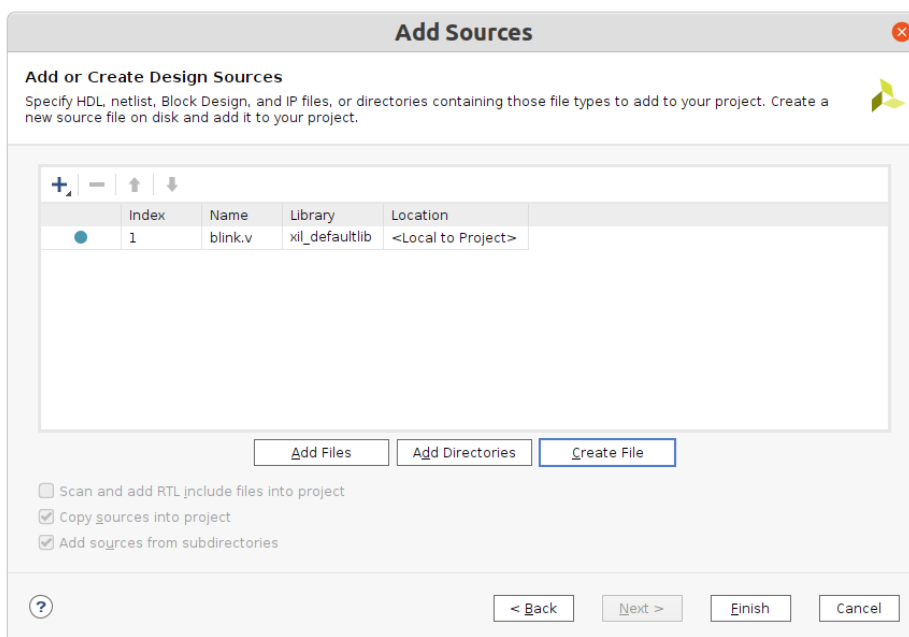 Add Sources
Add or Create Design Sources
Specify HDL, netlist, Block Design, and IP files, or directories containing those file types to add to your project. Create a
new source file on disk and add it to your project.
Index Name Library Location
1 blink.v xil_defaultlib <Local to Project>
Add Files Add Directories Create File
Scan and add RTL include files into project
Copy sources into project
Add sources from subdirectories
? < Back Next > Finish Cancel